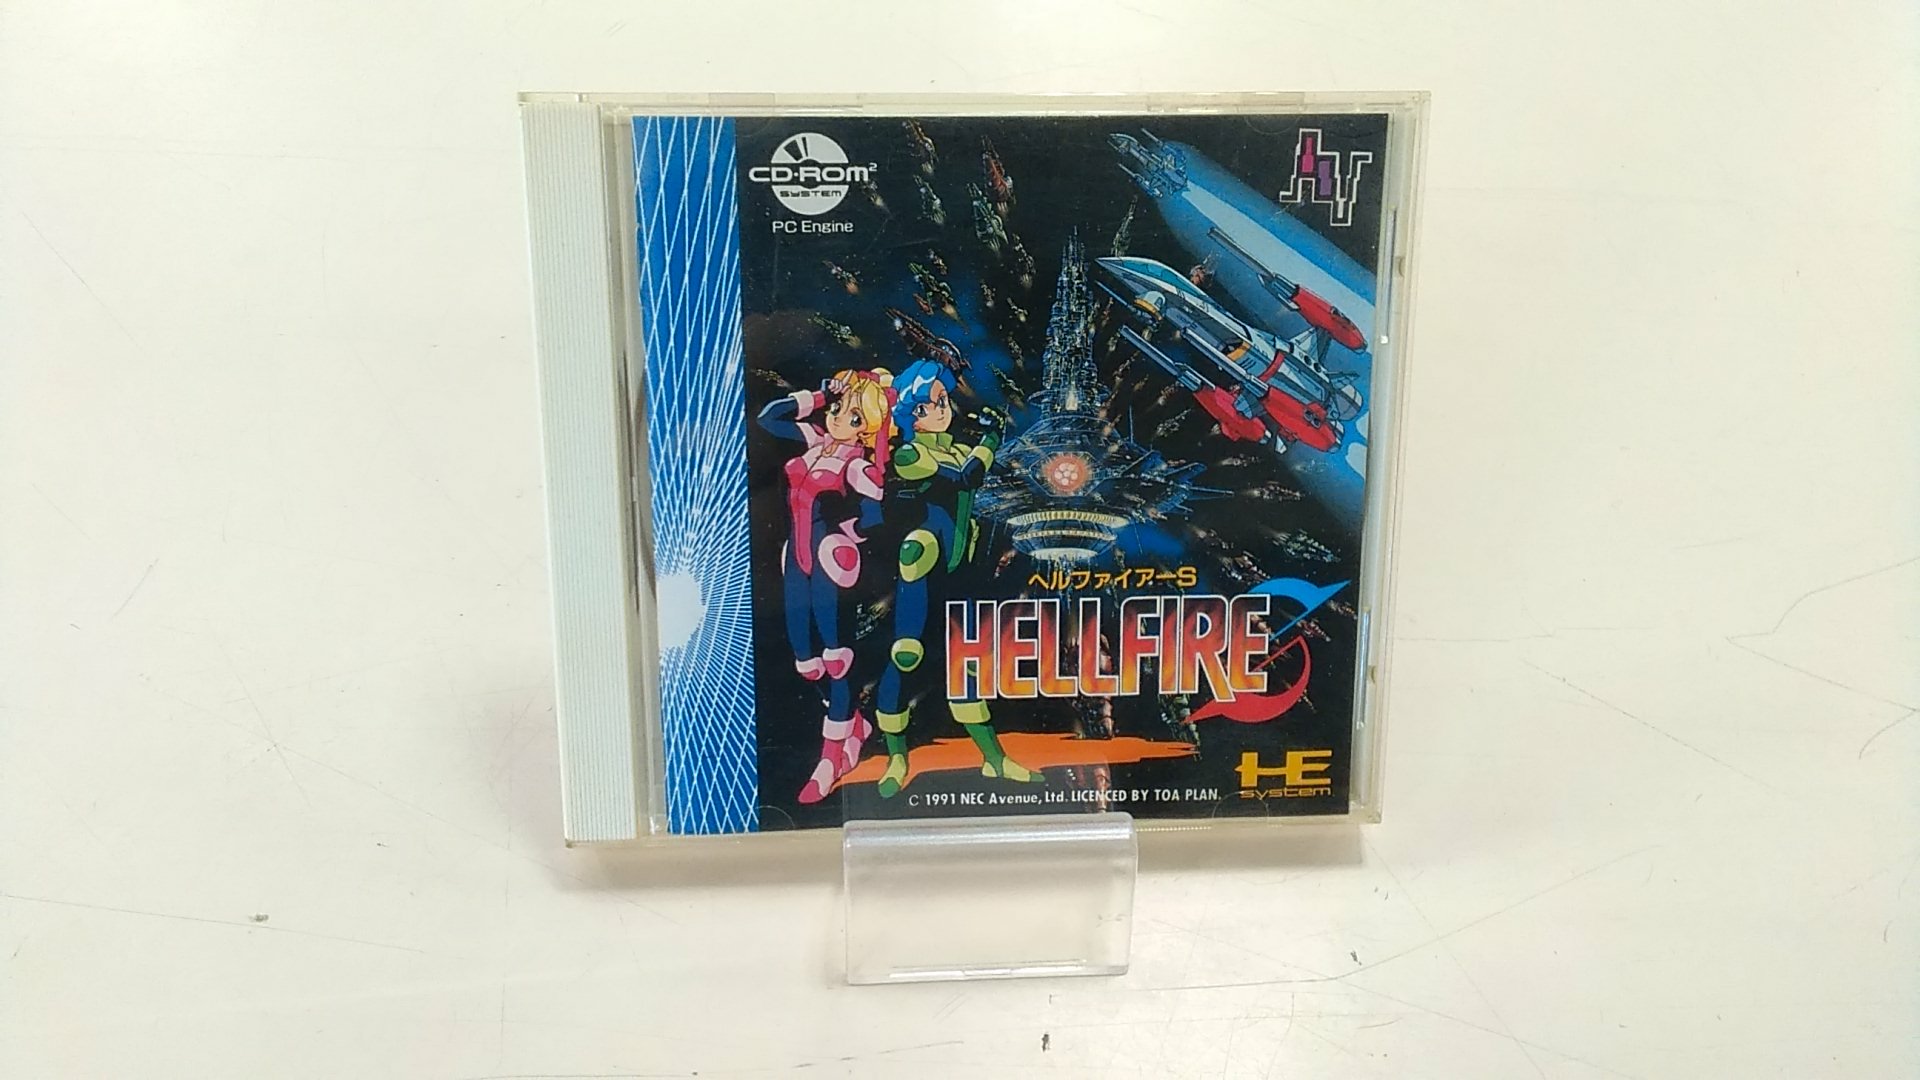 CD-ROM²
SYSTEM
PC Engine
AV
ヘルファイアーS
HELLFIRE S
HE
system
C 1991 NEC Avenue, Ltd. LICENCED BY TOA PLAN.